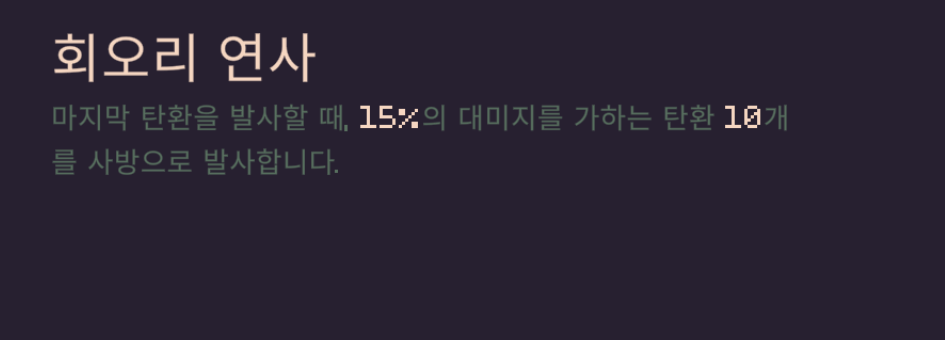 회오리 연사
마지막 탄환을 발사할 때, 15%의 대미지를 가하는 탄환 10개
를 사방으로 발사합니다.